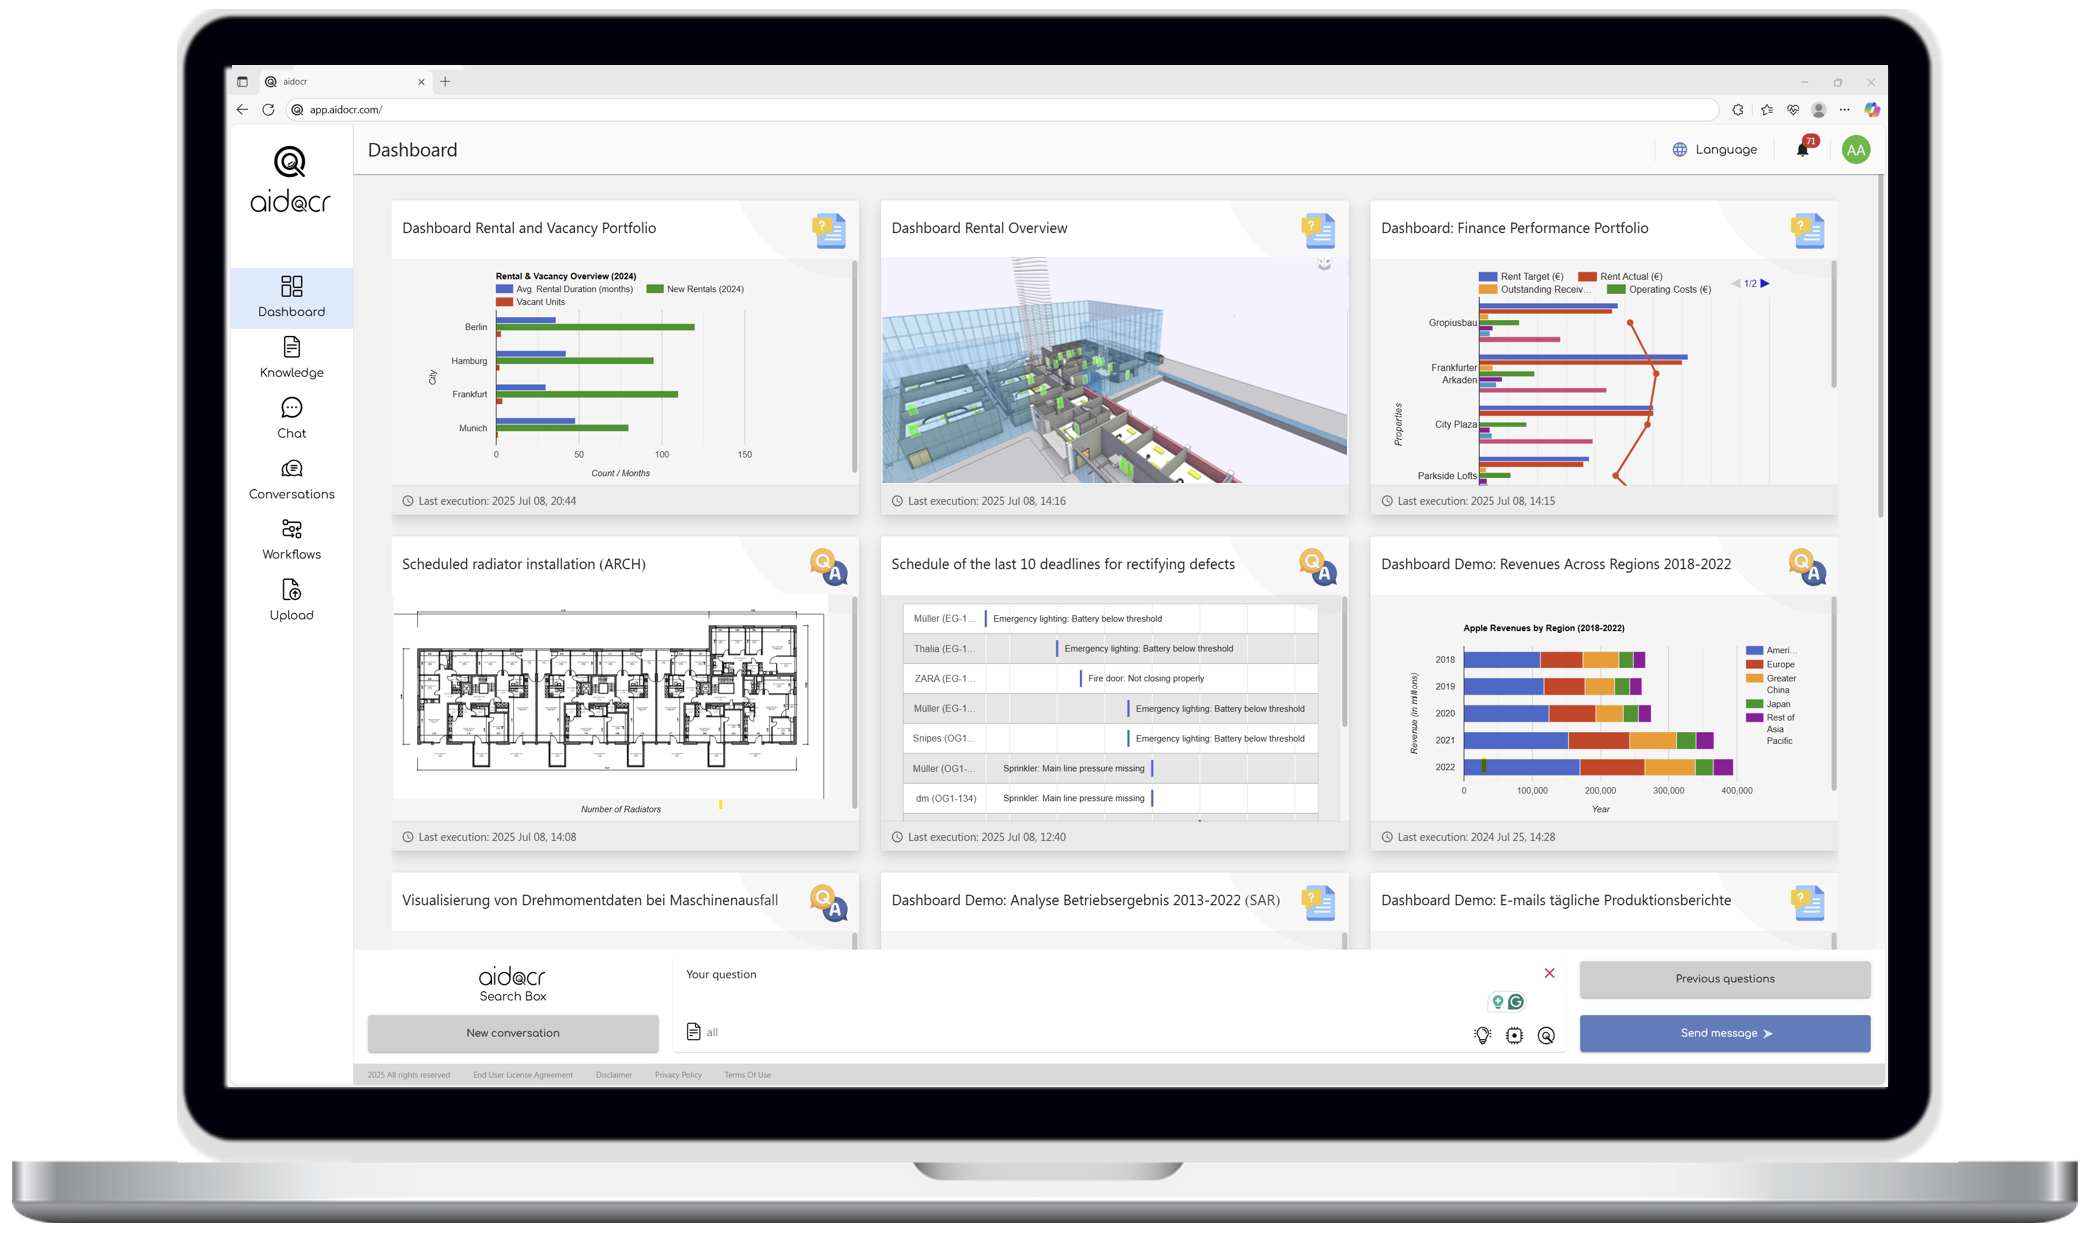 aidocr
app.aidocr.com/
aidocr
Dashboard
Language
71
AA
Dashboard
Knowledge
Chat
Conversations
Workflows
Upload
Dashboard Rental and Vacancy Portfolio
Rental & Vacancy Overview (2024)
Avg. Rental Duration (months)
New Rentals (2024)
Vacant Units
City
Berlin
Hamburg
Frankfurt
Munich
0 50 100 150
Count / Months
Last execution: 2025 Jul 08, 20:44
Dashboard Rental Overview
Last execution: 2025 Jul 08, 14:16
Dashboard: Finance Performance Portfolio
Rent Target (€)
Rent Actual (€)
1/2
Outstanding Receiv...
Operating Costs (€)
Properties
Gropiusbau
Frankfurter
Arkaden
City Plaza
Parkside Lofts
Last execution: 2025 Jul 08, 14:15
Scheduled radiator installation (ARCH)
Q
A
Number of Radiators
Last execution: 2025 Jul 08, 14:08
Schedule of the last 10 deadlines for rectifying defects
Q
A
Müller (EG-1... Emergency lighting: Battery below threshold
Thalia (EG-1... Emergency lighting: Battery below threshold
ZARA (EG-1... Fire door: Not closing properly
Müller (EG-1... Emergency lighting: Battery below threshold
Snipes (OG1... Emergency lighting: Battery below threshold
Müller (OG1-... Sprinkler: Main line pressure missing
dm (OG1-134) Sprinkler: Main line pressure missing
Last execution: 2025 Jul 08, 12:40
Dashboard Demo: Revenues Across Regions 2018-2022
Q
A
Apple Revenues by Region (2018-2022)
Revenue (in millions)
2018
2019
2020
2021
2022
0 100,000 200,000 300,000 400,000
Year
Ameri...
Europe
Greater
China
Japan
Rest of
Asia
Pacific
Last execution: 2024 Jul 25, 14:28
Visualisierung von Drehmomentdaten bei Maschinenausfall
Q
A
Dashboard Demo: Analyse Betriebsergebnis 2013-2022 (SAR)
Dashboard Demo: E-mails tägliche Produktionsberichte
aidocr
Search Box
New conversation
Your question
all
Previous questions
Send message
2025 All rights reserved
End User License Agreement
Disclaimer
Privacy Policy
Terms Of Use